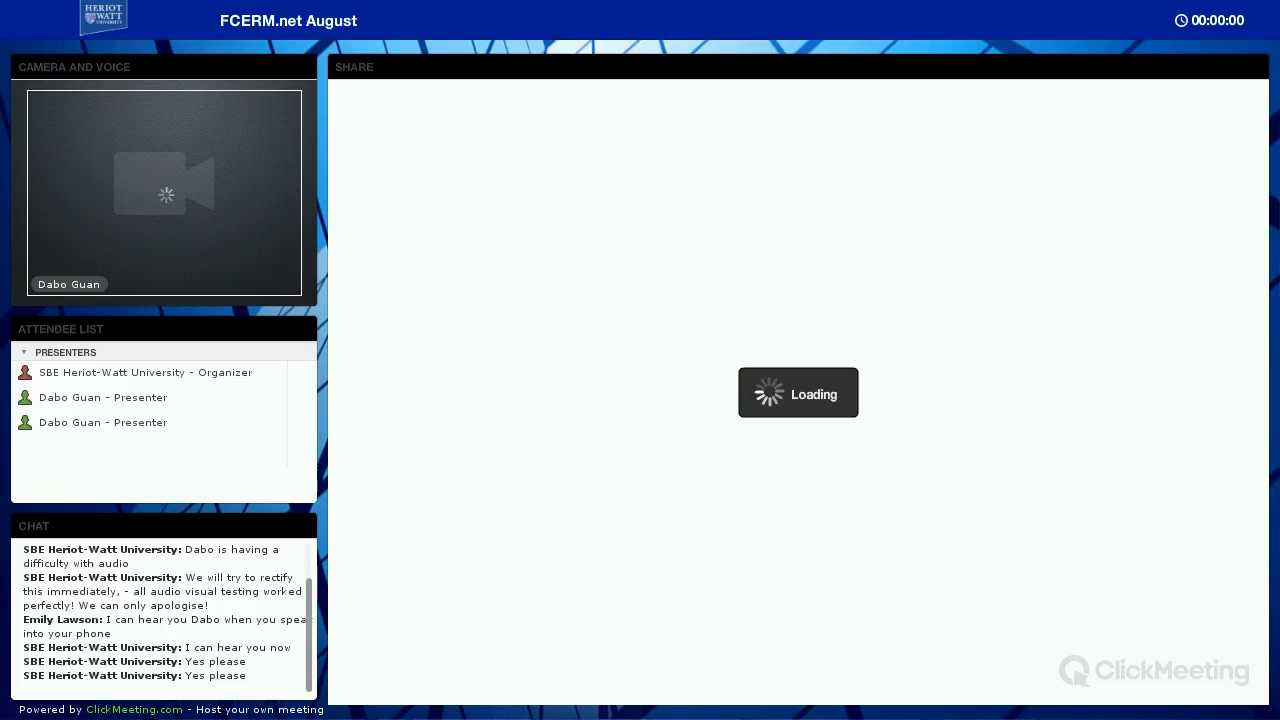 HERIOT
WATT
UNIVERSITY
FCERM.net August
00:00:00
CAMERA AND VOICE
Dabo Guan
ATTENDEE LIST
PRESENTERS
SBE Heriot-Watt University - Organizer
Dabo Guan - Presenter
Dabo Guan - Presenter
CHAT
SBE Heriot-Watt University: Dabo is having a
difficulty with audio
SBE Heriot-Watt University: We will try to rectify
this immediately, - all audio visual testing worked
perfectly! We can only apologise!
Emily Lawson: I can hear you Dabo when you speak
into your phone
SBE Heriot-Watt University: I can hear you now
SBE Heriot-Watt University: Yes please
SBE Heriot-Watt University: Yes please
Powered by ClickMeeting.com - Host your own meeting
SHARE
Loading
ClickMeeting